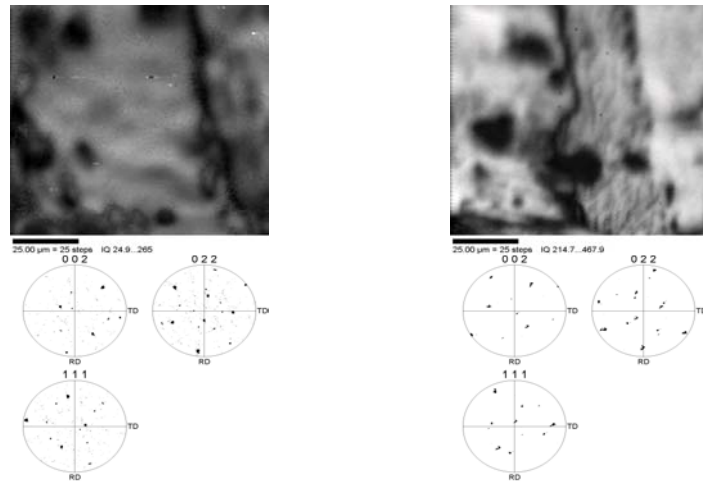 25.00 µm = 25 steps IQ 24.9...265
0 0 2
0 2 2
TD
TD
RD
RD
1 1 1
TD
RD
25.00 µm = 25 steps IQ 214.7...467.9
0 0 2
0 2 2
TD
TD
RD
RD
1 1 1
TD
RD